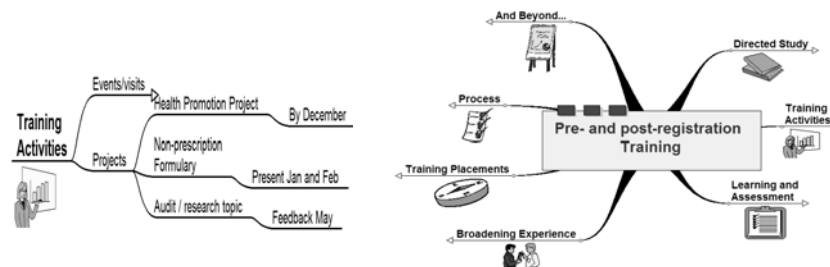 Training
Activities
Events/visits
Projects
Health Promotion Project
By December
Non-prescription
Formulary
Present Jan and Feb
Audit / research topic
Feedback May
And Beyond...
Directed Study
Process
Pre- and post-registration
Training
Training
Activities
Training Placements
Learning and
Assessment
Broadening Experience